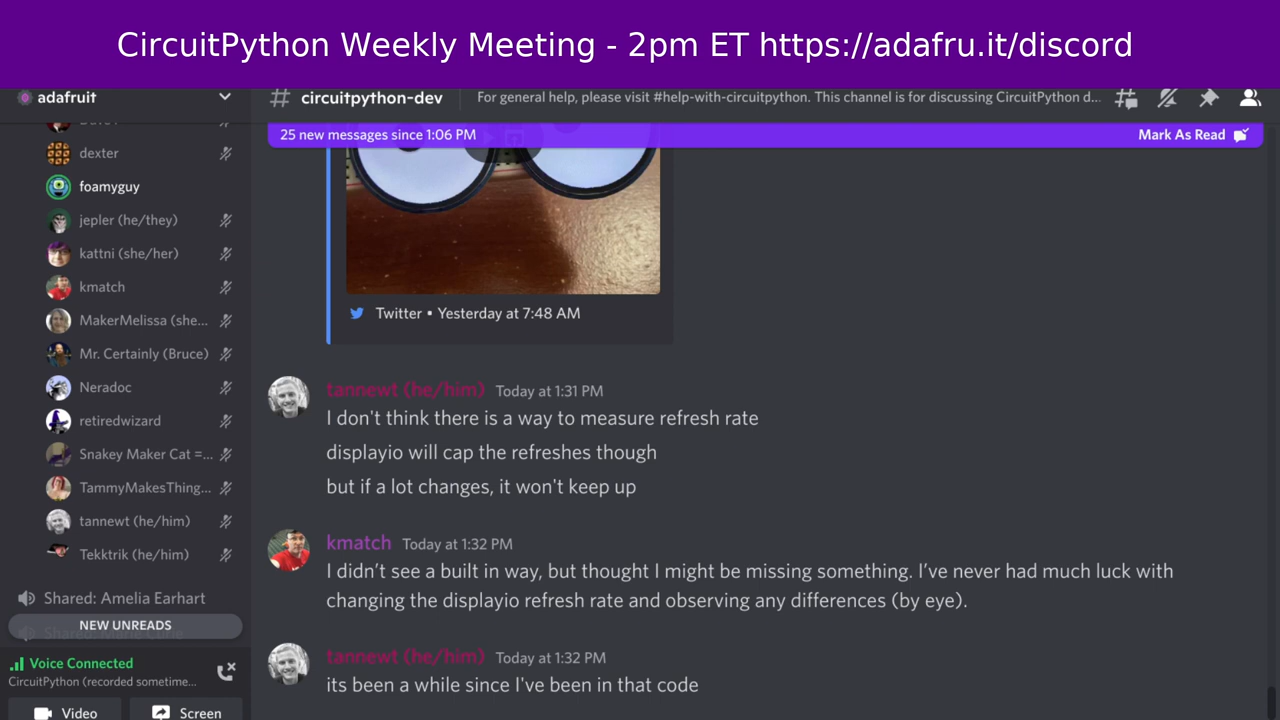 CircuitPython Weekly Meeting - 2pm ET https://adafru.it/discord
adafruit
circuitpython-dev
For general help, please visit #help-with-circuitpython. This channel is for discussing CircuitPython d...
25 new messages since 1:06 PM
Mark As Read
dexter
foamyguy
jepler (he/they)
kattni (she/her)
kmatch
MakerMelissa (she...
Mr. Certainly (Bruce)
Neradoc
retiredwizard
Snakey Maker Cat =...
TammyMakesThing...
tannewt (he/him)
Tekktrik (he/him)
Shared: Amelia Earhart
Shared: Marie Curie
NEW UNREADS
Voice Connected
CircuitPython (recorded sometime...
Video
Screen
Twitter • Yesterday at 7:48 AM
tannewt (he/him) Today at 1:31 PM
I don't think there is a way to measure refresh rate
displayio will cap the refreshes though
but if a lot changes, it won't keep up
kmatch Today at 1:32 PM
I didn’t see a built in way, but thought I might be missing something. I’ve never had much luck with
changing the displayio refresh rate and observing any differences (by eye).
tannewt (he/him) Today at 1:32 PM
its been a while since I've been in that code